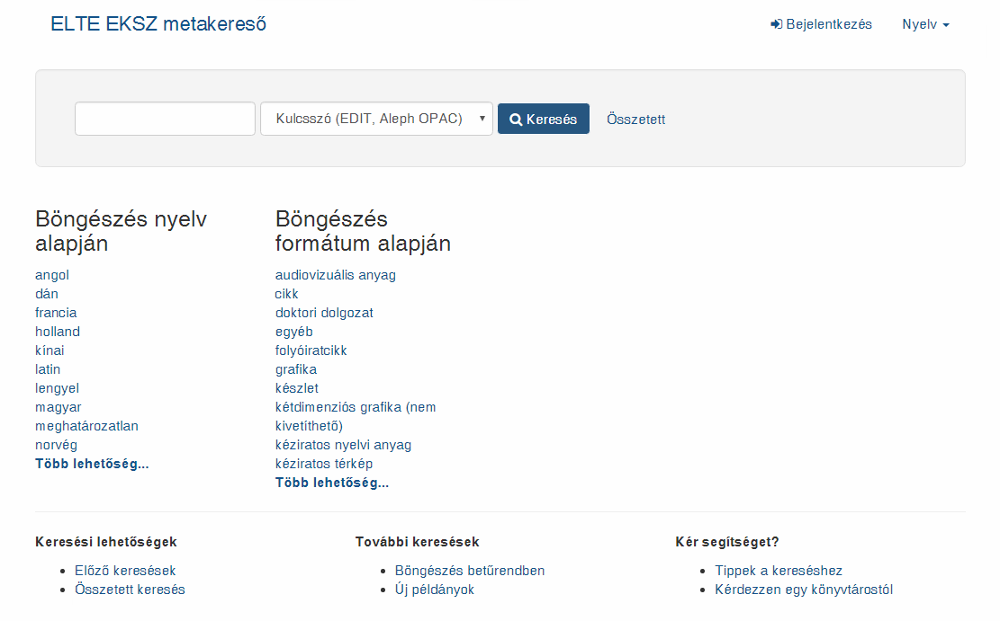 ELTE EKSZ metakereső
Bejelentkezés
Nyelv
Kulcsszó (EDIT, Aleph OPAC)
Keresés
Összetett
Böngészés nyelv
alapján
angol
dán
francia
holland
kínai
latin
lengyel
magyar
meghatározatlan
norvég
Több lehetőség...
Böngészés
formátum alapján
audiovizuális anyag
cikk
doktori dolgozat
egyéb
folyóiratcikk
grafika
készlet
kétdimenziós grafika (nem
kivetíthető)
kéziratos nyelvi anyag
kéziratos térkép
Több lehetőség...
Keresési lehetőségek
Előző keresések
Összetett keresés
További keresések
Böngészés betűrendben
Új példányok
Kér segítséget?
Tippek a kereséshez
Kérdezzen egy könyvtárostól